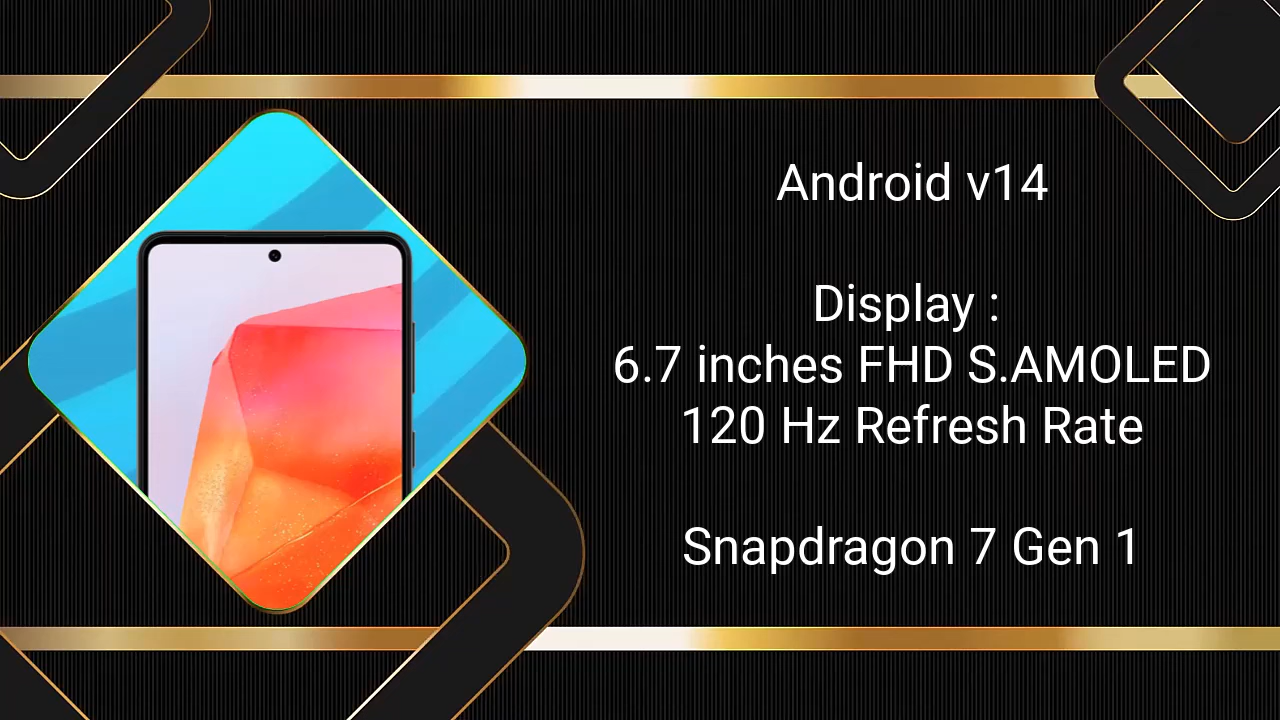 Android v14
Display :
6.7 inches FHD S.AMOLED
120 Hz Refresh Rate
Snapdragon 7 Gen 1